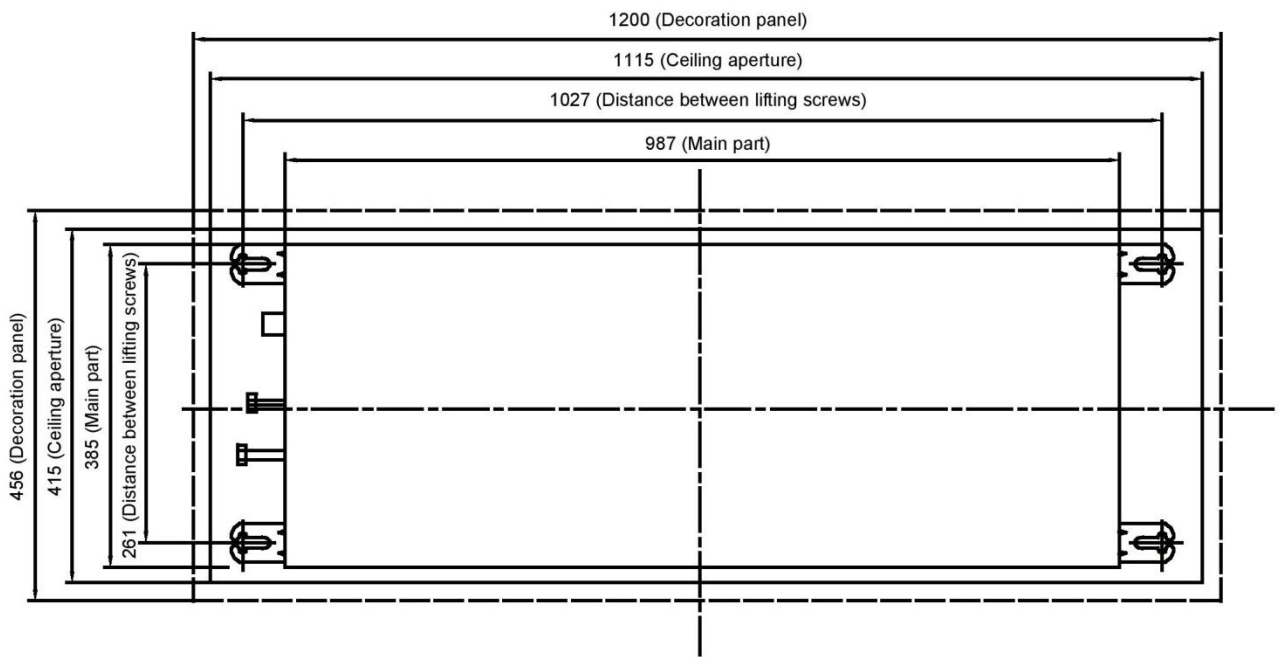 1200 (Decoration panel)
1115 (Ceiling aperture)
1027 (Distance between lifting screws)
987 (Main part)
456 (Decoration panel)
415 (Ceiling aperture)
385 (Main part)
261 (Distance between lifting screws)